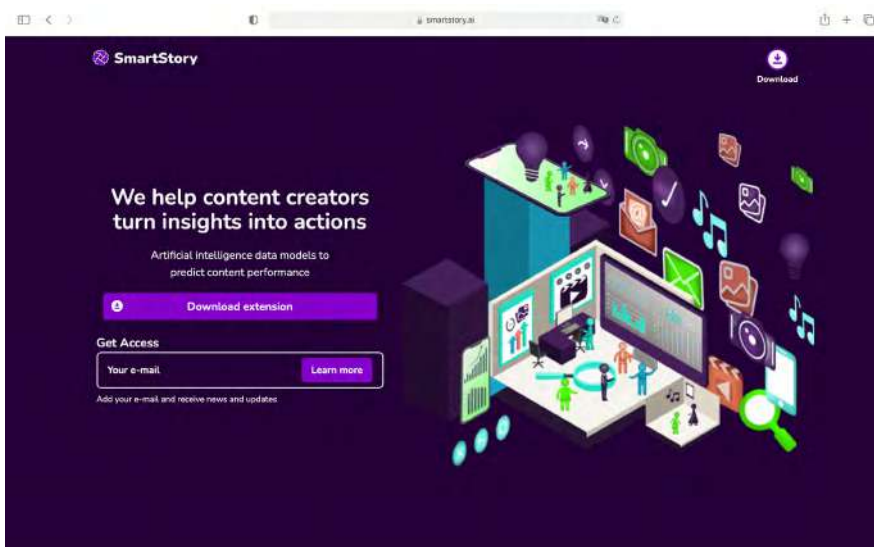 smartstory.ai
SmartStory
Download
We help content creators
turn insights into actions
Artificial intelligence data models to
predict content performance
Download extension
Get Access
Your e-mail
Learn more
Add your e-mail and receive news and updates